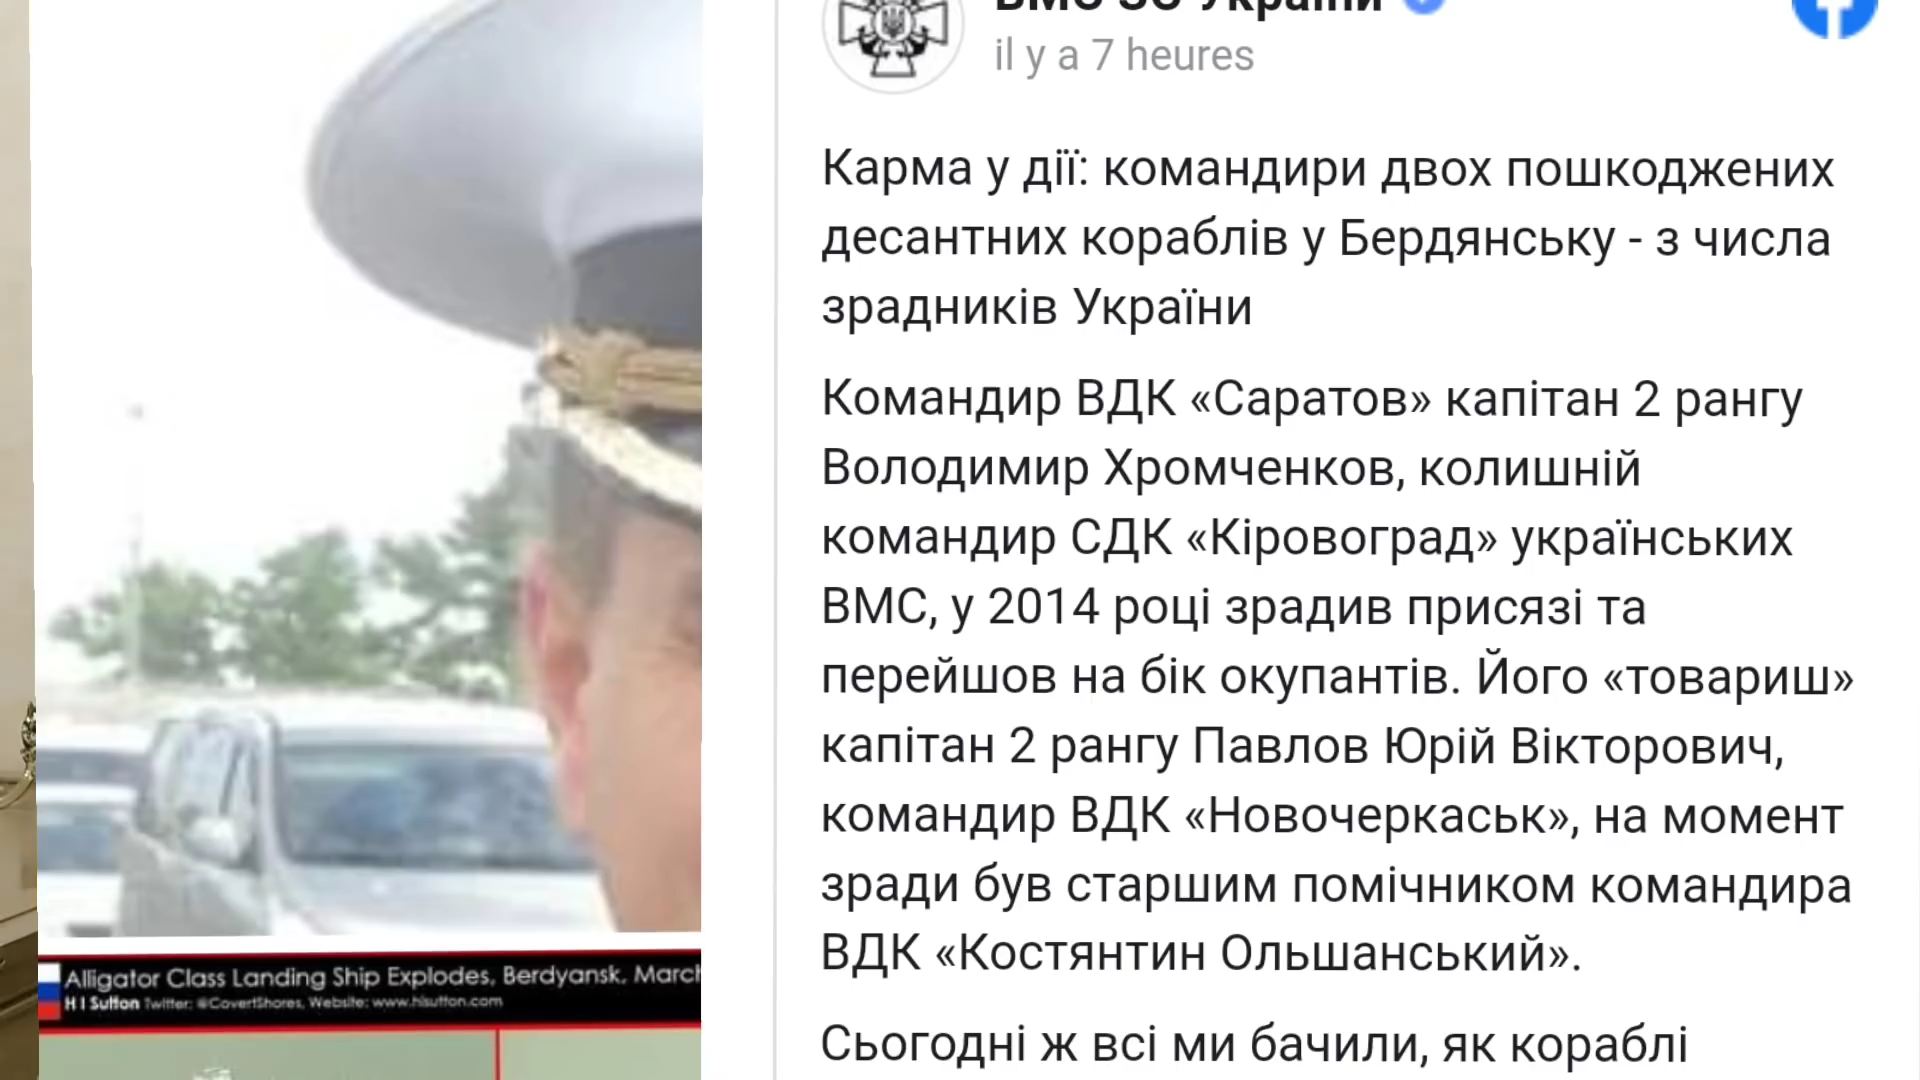 ВМС ЗС України
il y a 7 heures
Карма у дії: командири двох пошкоджених
десантних кораблів у Бердянську - з числа
зрадників України
Командир ВДК «Саратов» капітан 2 рангу
Володимир Хромченков, колишній
командир СДК «Кіровоград» українських
ВМС, у 2014 році зрадив присязі та
перейшов на бік окупантів. Його «товариш»
капітан 2 рангу Павлов Юрій Вікторович,
командир ВДК «Новочеркаськ», на момент
зради був старшим помічником командира
ВДК «Костянтин Ольшанський».
Сьогодні ж всі ми бачили, як кораблі
Alligator Class Landing Ship Explodes, Berdyansk, March
H I Sutton Twitter: @CovertShores, Website: www.hisutton.com